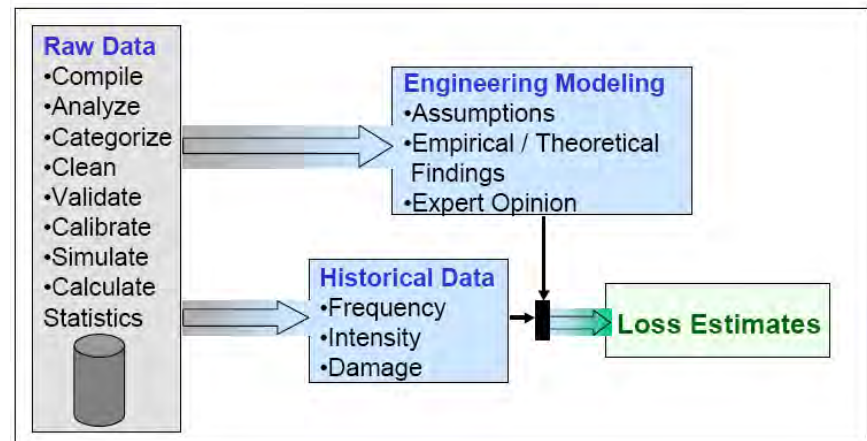 Raw Data
•Compile
•Analyze
•Categorize
•Clean
•Validate
•Calibrate
•Simulate
•Calculate
Statistics
Engineering Modeling
•Assumptions
•Empirical / Theoretical
Findings
•Expert Opinion
Historical Data
•Frequency
•Intensity
•Damage
Loss Estimates